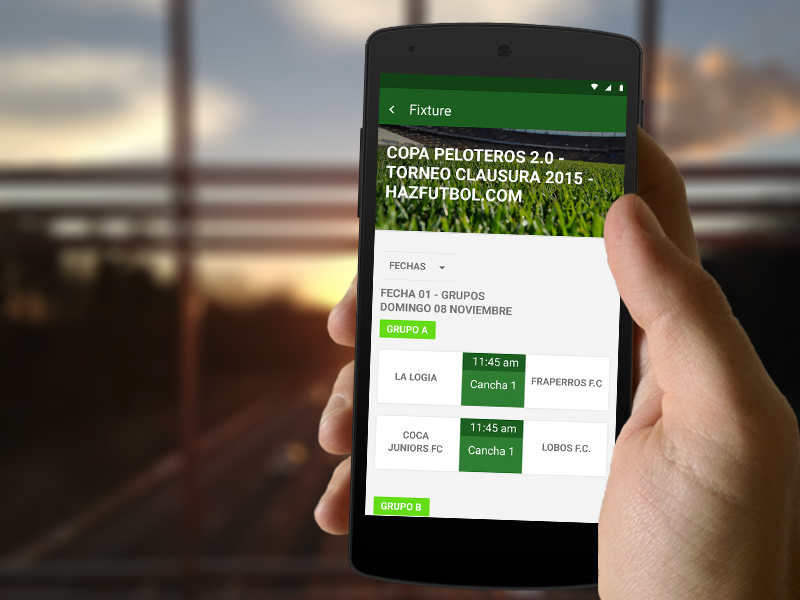 Fixture
COPA PELOTEROS 2.0 -
TORNEO CLAUSURA 2015 -
HAZFUTBOL.COM
FECHAS
FECHA 01 - GRUPOS
DOMINGO 08 NOVIEMBRE
GRUPO A
11:45 am
LA LOGIA
Cancha 1
FRAPERROS F.C
11:45 am
COCA
JUNIORS FC
Cancha 1
LOBOS F.C.
GRUPO B